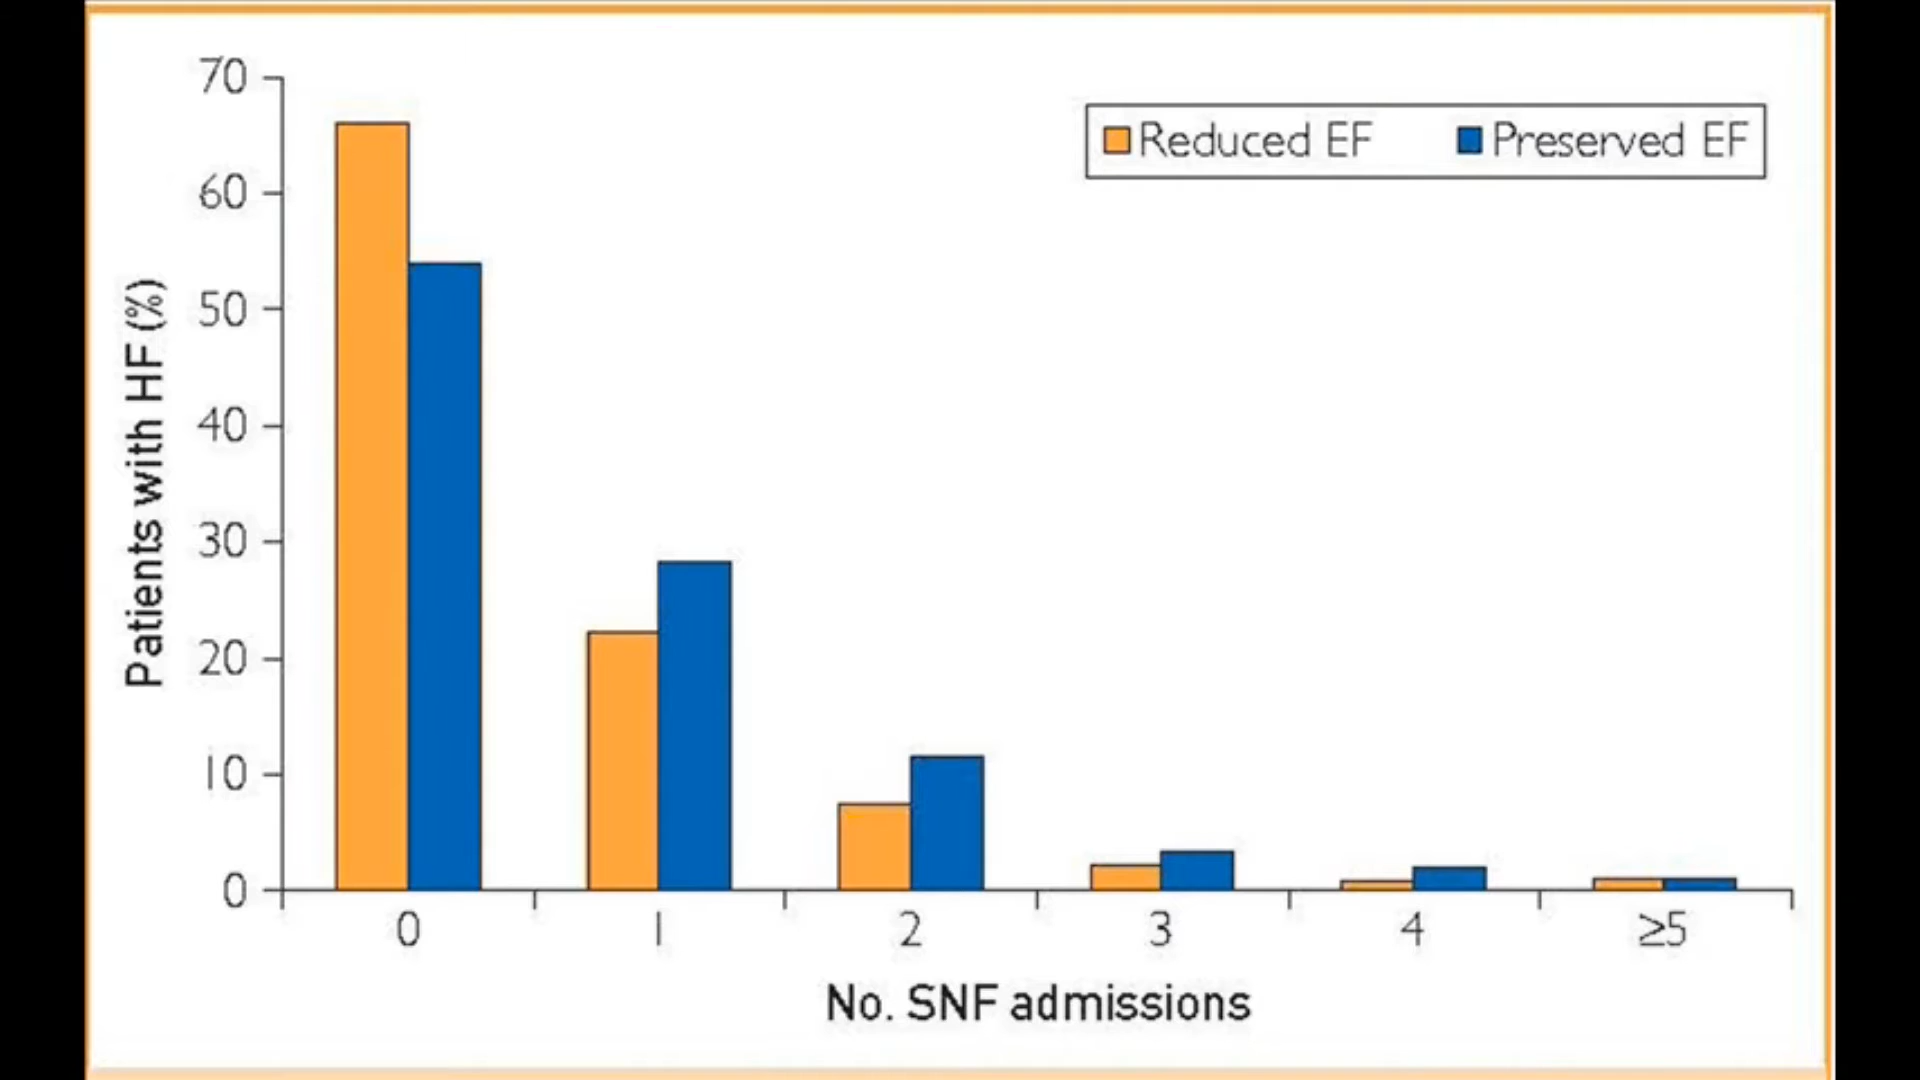 70
60
50
40
30
20
10
0
Patients with HF (%)
Reduced EF Preserved EF
0 1 2 3 4 ≥5
No. SNF admissions